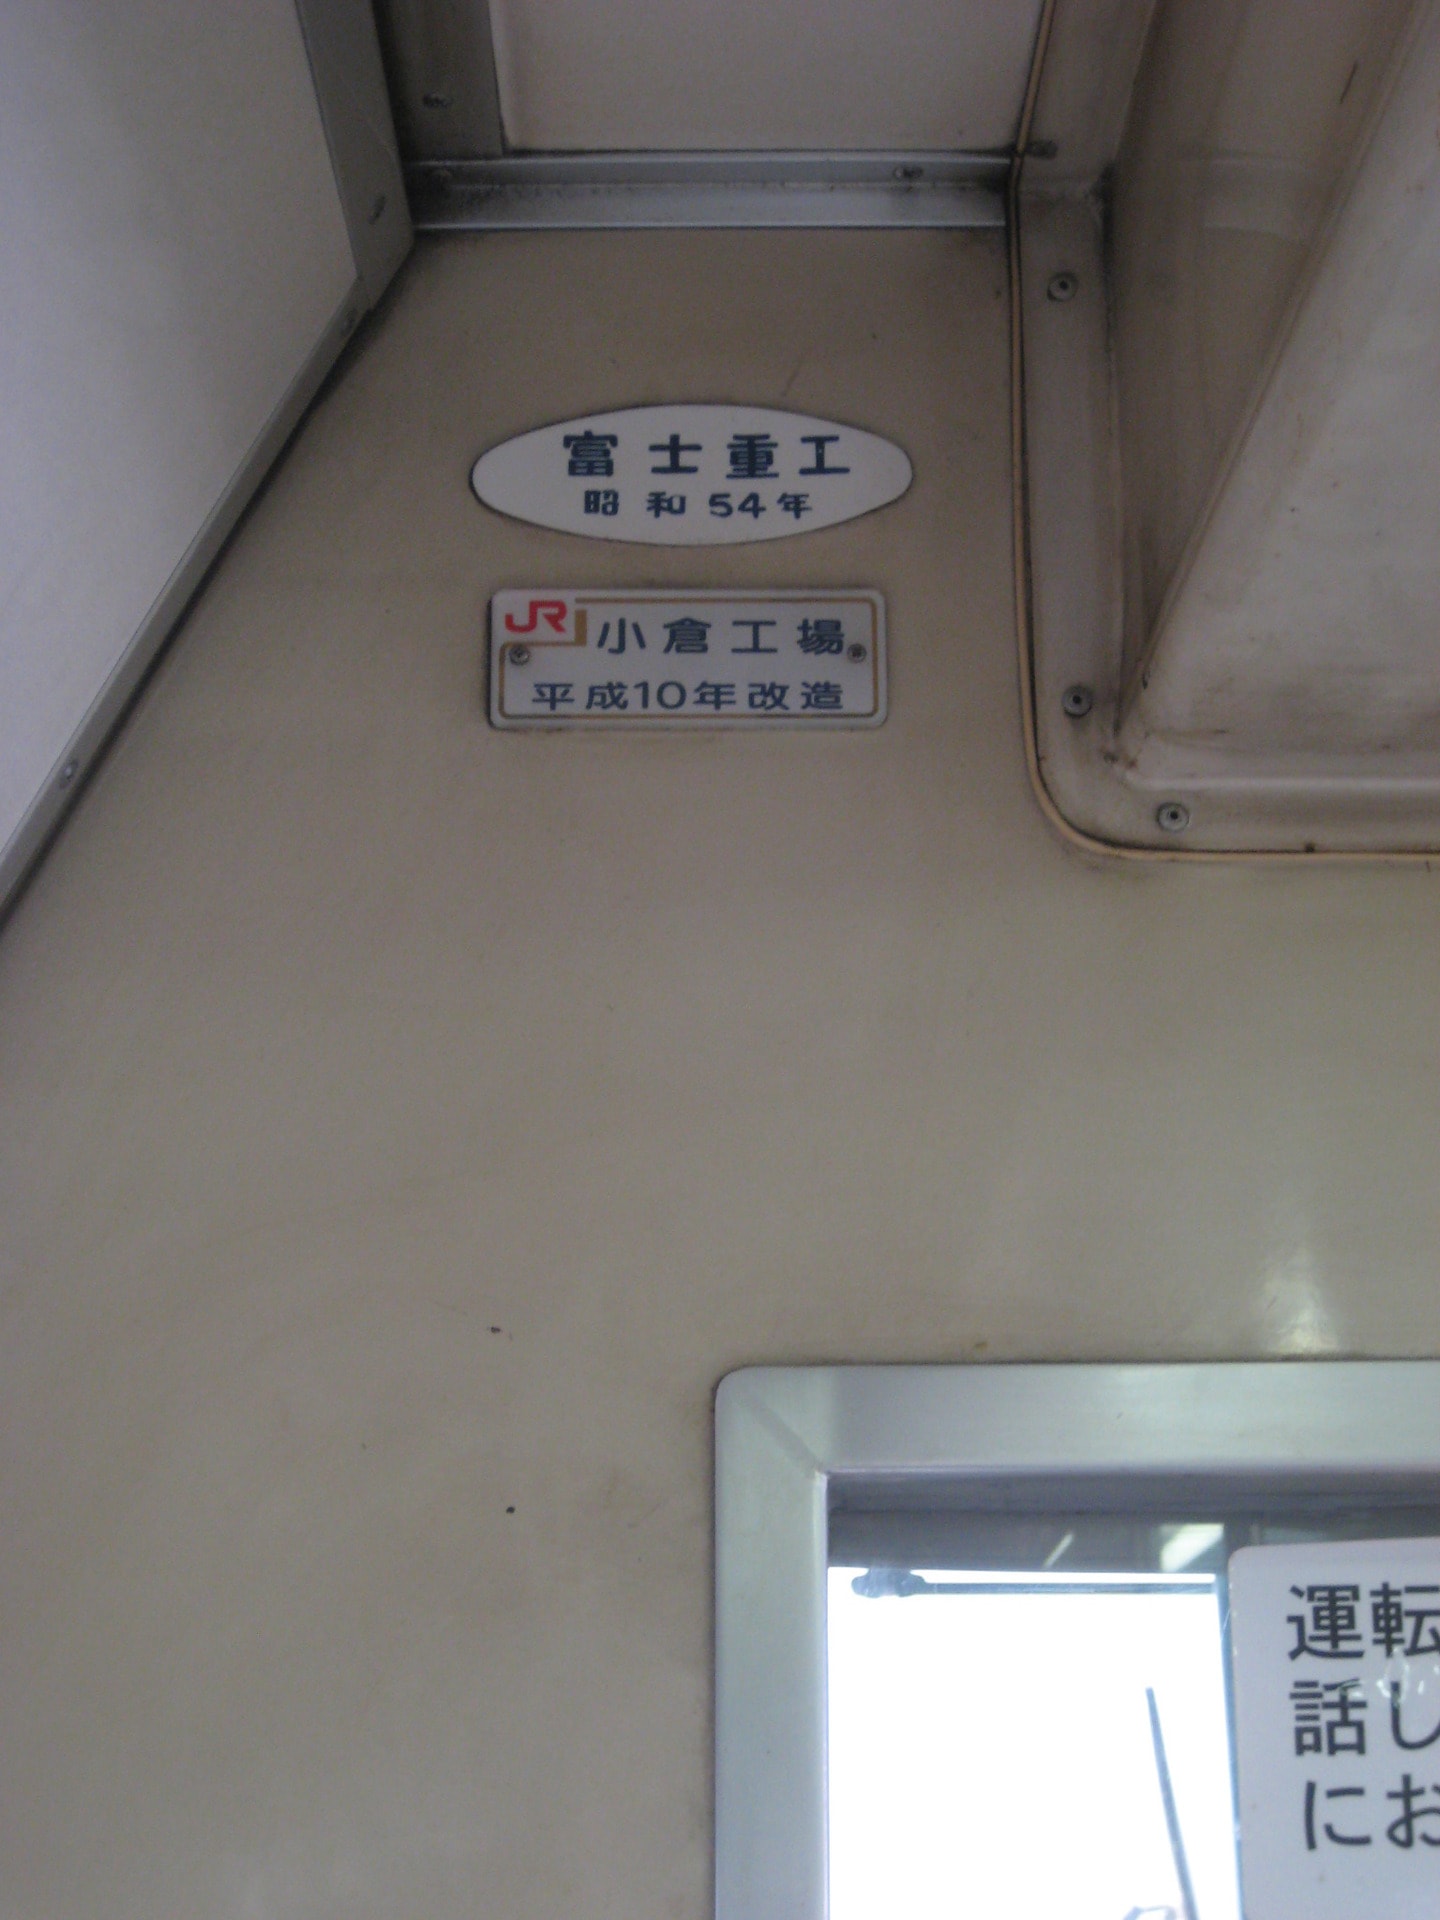 富士重工
昭和54年
JR 小倉工場
平成10年改造
運転
話し
にお